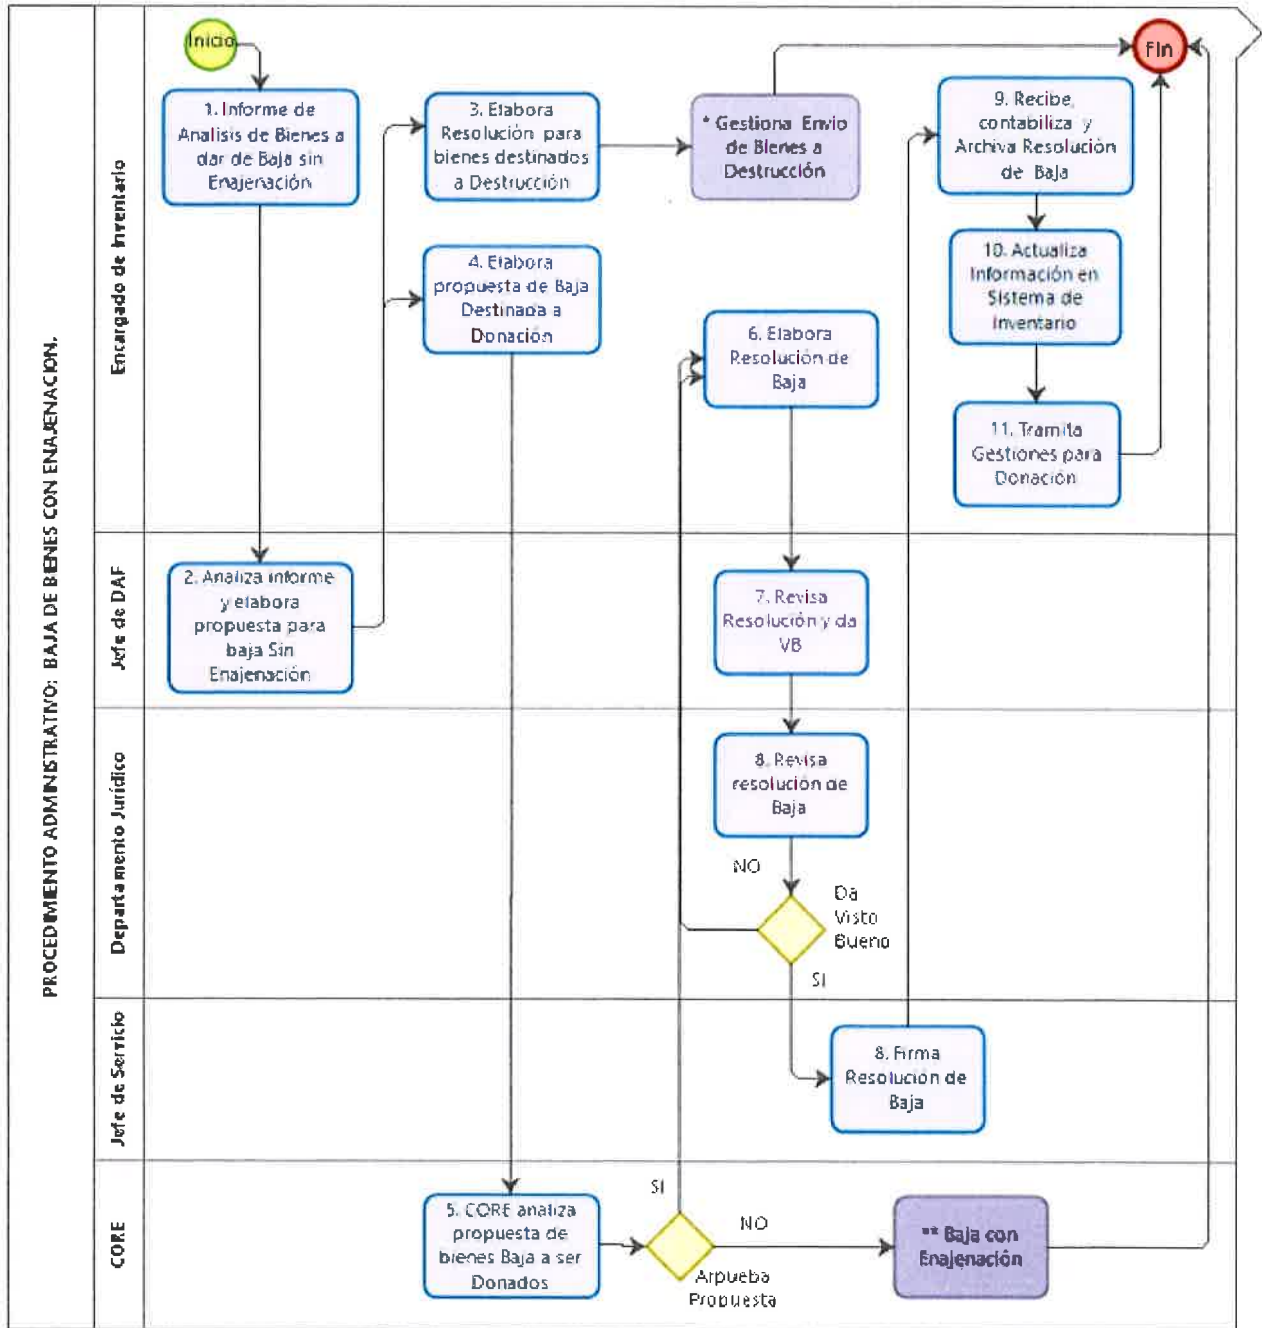 PROCEDIMIENTO ADMINISTRATIVO: BAJA DE BIENES CON ENAJENACION.
Encargado de Inventario
Inicio
1. Informe de
Analisis de Bienes a
dar de Baja sin
Enajenación
3. Elabora
Resolución para
bienes destinados
a Destrucción
* Gestiona Envio
de Bienes a
Destrucción
Fin
9. Recibe,
contabiliza y
Archiva Resolución
de Baja
4. Elabora
propuesta de Baja
Destinada a
Donación
10. Actualiza
Información en
Sistema de
Inventario
6. Elabora
Resolución de
Baja
11. Tramita
Gestiones para
Donación
Jefe de DAF
2. Analiza informe
y elabora
propuesta para
baja Sin
Enajenación
7. Revisa
Resolución y da
VB
Departamento Jurídico
8. Revisa
resolución de
Baja
NO
Da
Visto
Bueno
SI
Jefe de Servicio
8. Firma
Resolución de
Baja
CORE
5. CORE analiza
propuesta de
bienes Baja a ser
Donados
SI
NO
Arpueba
Propuesta
** Baja con
Enajenación